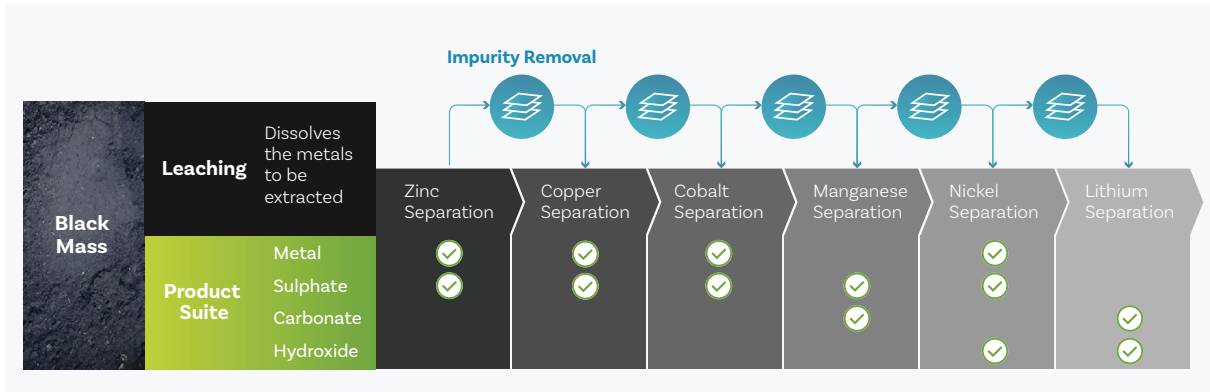 Impurity Removal
Black
Mass
Leaching
Dissolves
the metals
to be
extracted
Zinc
Separation
Copper
Separation
Cobalt
Separation
Manganese
Separation
Nickel
Separation
Lithium
Separation
Product
Suite
Metal
Sulphate
Carbonate
Hydroxide